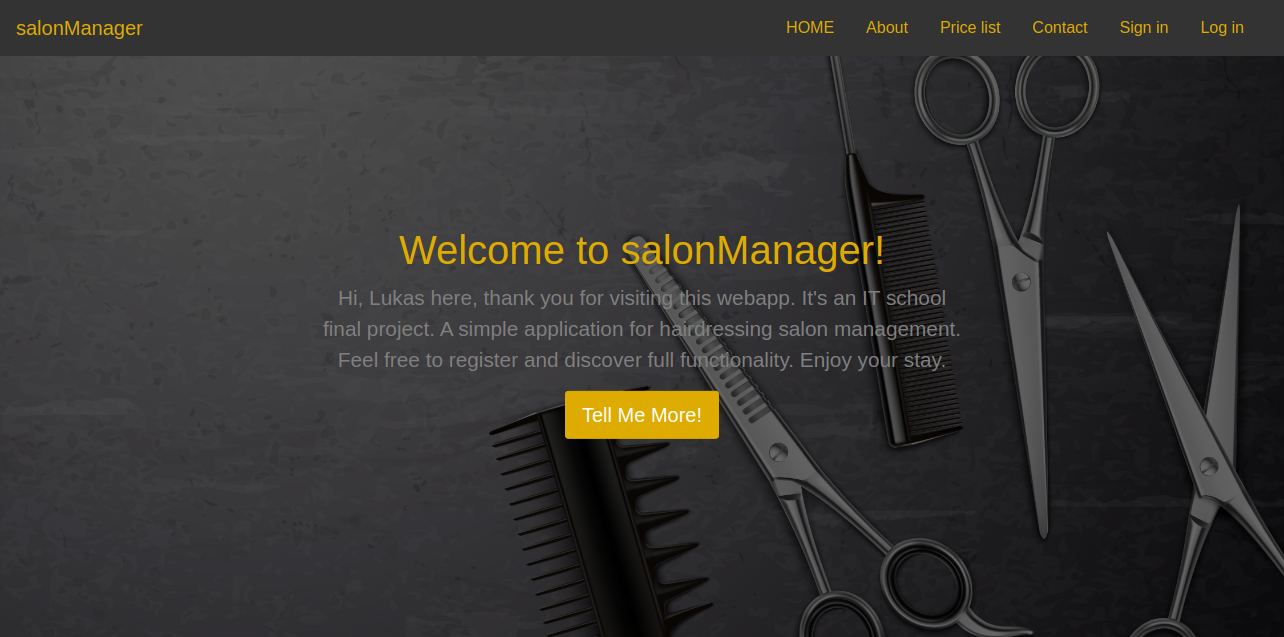 salonManager
HOME About Price list Contact Sign in Log in
Welcome to salonManager!
Hi, Lukas here, thank you for visiting this webapp. It's an IT school
final project. A simple application for hairdressing salon management.
Feel free to register and discover full functionality. Enjoy your stay.
Tell Me More!